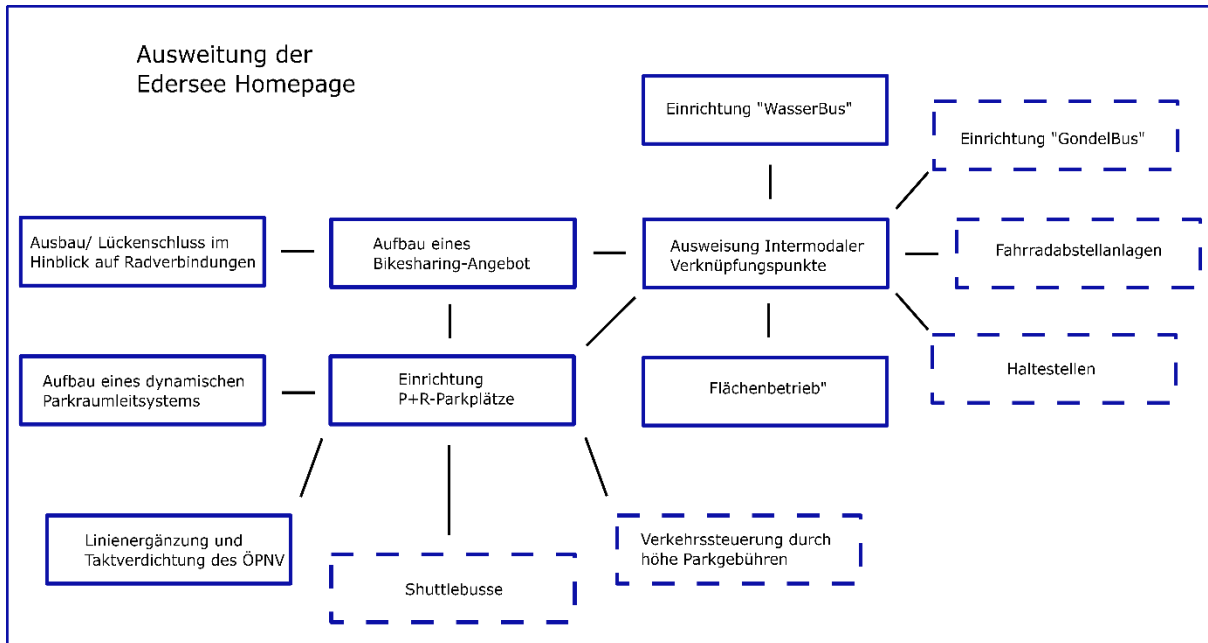 Ausweitung der
Edersee Homepage
Einrichtung "WasserBus"
Einrichtung "GondelBus"
Ausbau/ Lückenschluss im
Hinblick auf Radverbindungen
Aufbau eines
Bikesharing-Angebot
Ausweisung Intermodaler
Verknüpfungspunkte
Fahrradabstellanlagen
Aufbau eines dynamischen
Parkraumleitsystems
Einrichtung
P+R-Parkplätze
Flächenbetrieb"
Haltestellen
Linienergänzung und
Taktverdichtung des ÖPNV
Shuttlebusse
Verkehrssteuerung durch
höhe Parkgebühren